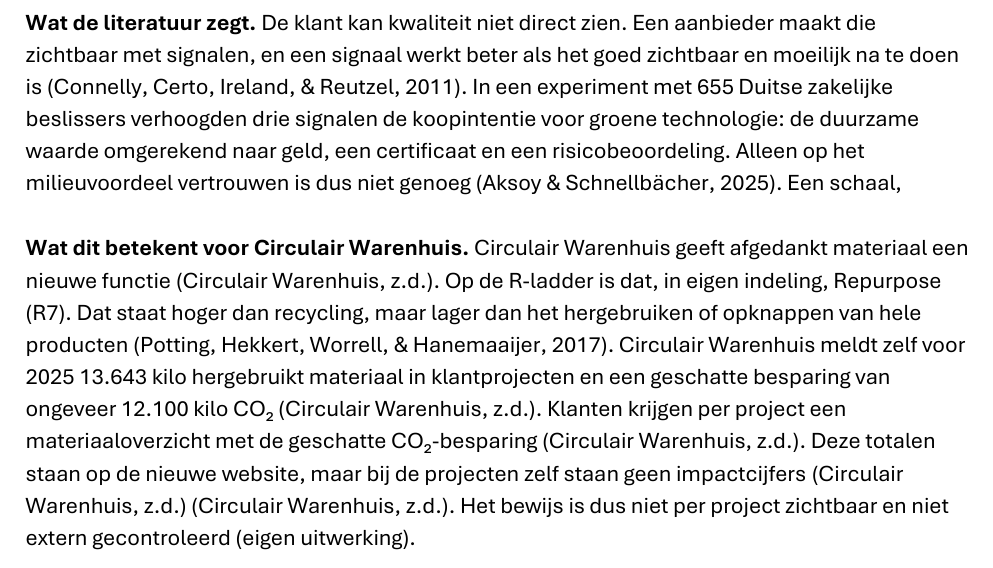 Wat de literatuur zegt. De klant kan kwaliteit niet direct zien. Een aanbieder maakt die
zichtbaar met signalen, en een signaal werkt beter als het goed zichtbaar en moeilijk na te doen
is (Connelly, Certo, Ireland, & Reutzel, 2011). In een experiment met 655 Duitse zakelijke
beslissers verhoogden drie signalen de koopintentie voor groene technologie: de duurzame
waarde omgerekend naar geld, een certificaat en een risicobeoordeling. Alleen op het
milieuvoordeel vertrouwen is dus niet genoeg (Aksoy & Schnellbächer, 2025). Een schaal,
Wat dit betekent voor Circulair Warenhuis. Circulair Warenhuis geeft afgedankt materiaal een
nieuwe functie (Circulair Warenhuis, z.d.). Op de R-ladder is dat, in eigen indeling, Repurpose
(R7). Dat staat hoger dan recycling, maar lager dan het hergebruiken of opknappen van hele
producten (Potting, Hekkert, Worrell, & Hanemaaijer, 2017). Circulair Warenhuis meldt zelf voor
2025 13.643 kilo hergebruikt materiaal in klantprojecten en een geschatte besparing van
ongeveer 12.100 kilo CO₂ (Circulair Warenhuis, z.d.). Klanten krijgen per project een
materiaaloverzicht met de geschatte CO₂-besparing (Circulair Warenhuis, z.d.). Deze totalen
staan op de nieuwe website, maar bij de projecten zelf staan geen impactcijfers (Circulair
Warenhuis, z.d.) (Circulair Warenhuis, z.d.). Het bewijs is dus niet per project zichtbaar en niet
extern gecontroleerd (eigen uitwerking).